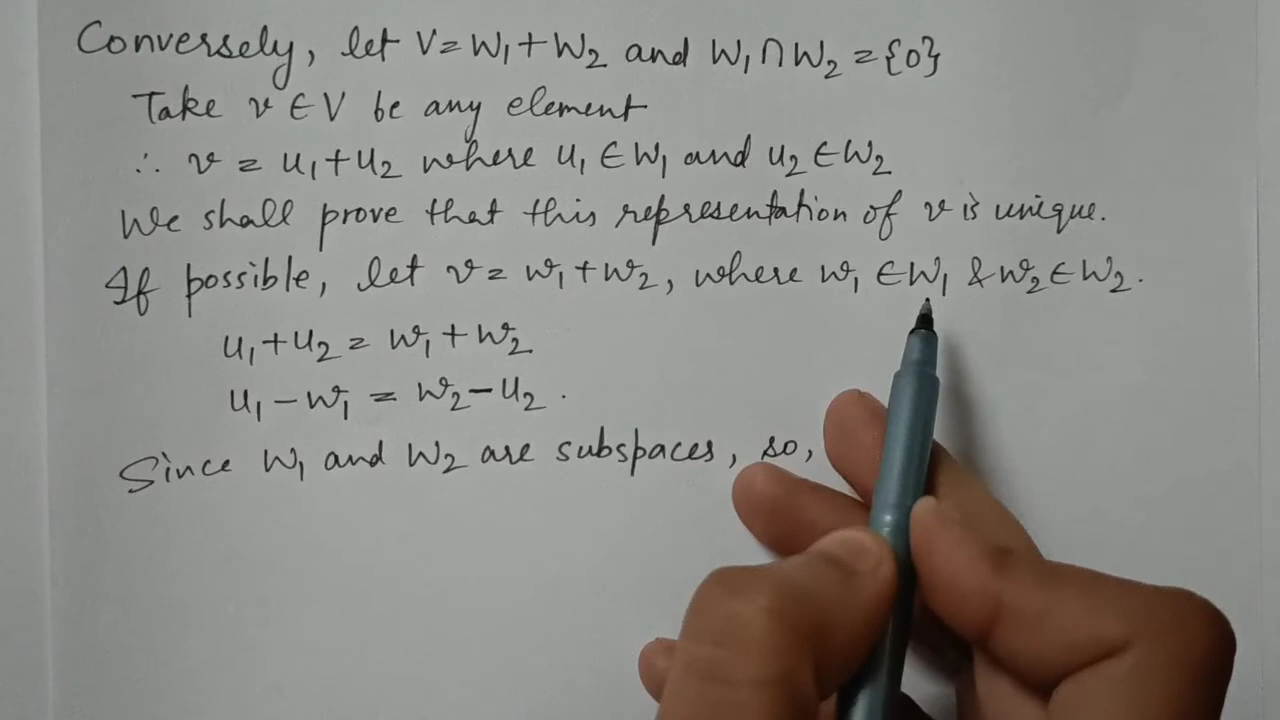 Conversely, let V=W₁+W₂ and W₁∩W₂={0}
Take v∈V be any element
∴ v = u₁+u₂ where u₁∈W₁ and u₂∈W₂
We shall prove that this representation of v is unique.
If possible, let v=w₁+w₂, where w₁∈W₁ & w₂∈W₂.
u₁+u₂ = w₁+w₂
u₁-w₁ = w₂-u₂.
Since W₁ and W₂ are subspaces, so,